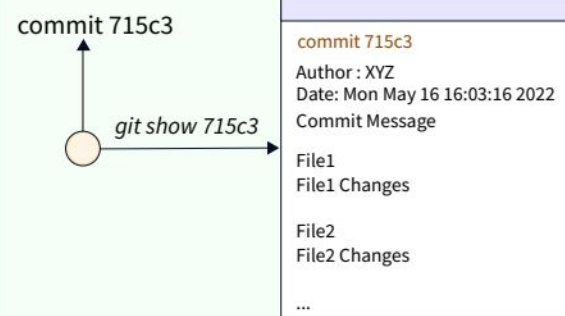 commit 715c3
git show 715c3
commit 715c3
Author : XYZ
Date: Mon May 16 16:03:16 2022
Commit Message
File1
File1 Changes
File2
File2 Changes
...